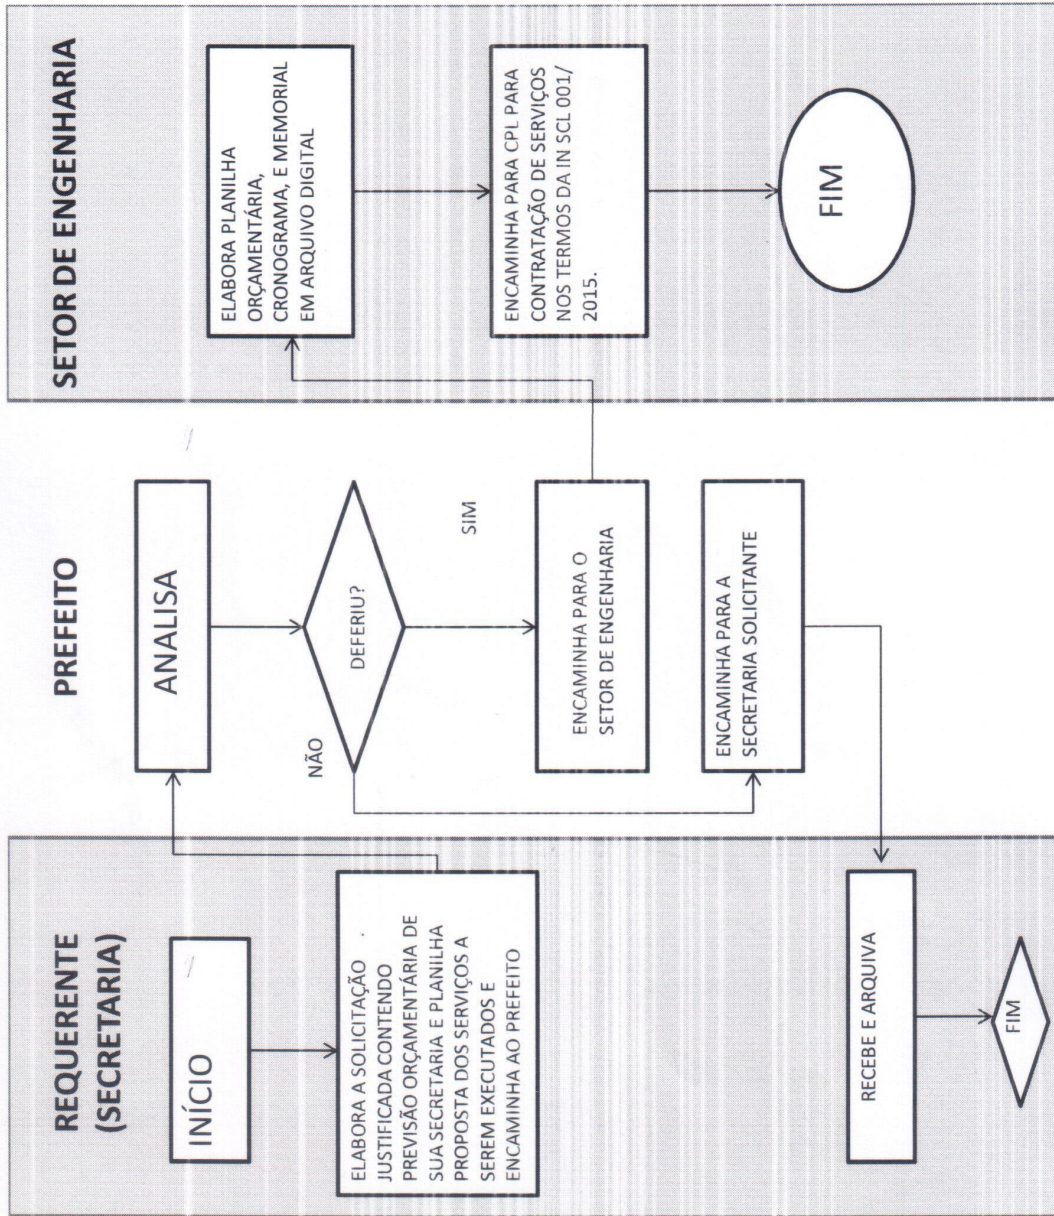 REQUERENTE
(SECRETARIA)
INÍCIO
ELABORA A SOLICITAÇÃO
JUSTIFICADA CONTENDO
PREVISÃO ORÇAMENTÁRIA DE
SUA SECRETARIA E PLANILHA
PROPOSTA DOS SERVIÇOS A
SEREM EXECUTADOS E
ENCAMINHA AO PREFEITO
RECEBE E ARQUIVA
FIM
PREFEITO
ANALISA
DEFERIU?
NÃO
SIM
ENCAMINHA PARA O
SETOR DE ENGENHARIA
ENCAMINHA PARA A
SECRETARIA SOLICITANTE
SETOR DE ENGENHARIA
ELABORA PLANILHA
ORÇAMENTÁRIA,
CRONOGRAMA, E MEMORIAL
EM ARQUIVO DIGITAL
ENCAMINHA PARA CPL PARA
CONTRATAÇÃO DE SERVIÇOS
NOS TERMOS DA IN SCL 001/
2015.
FIM